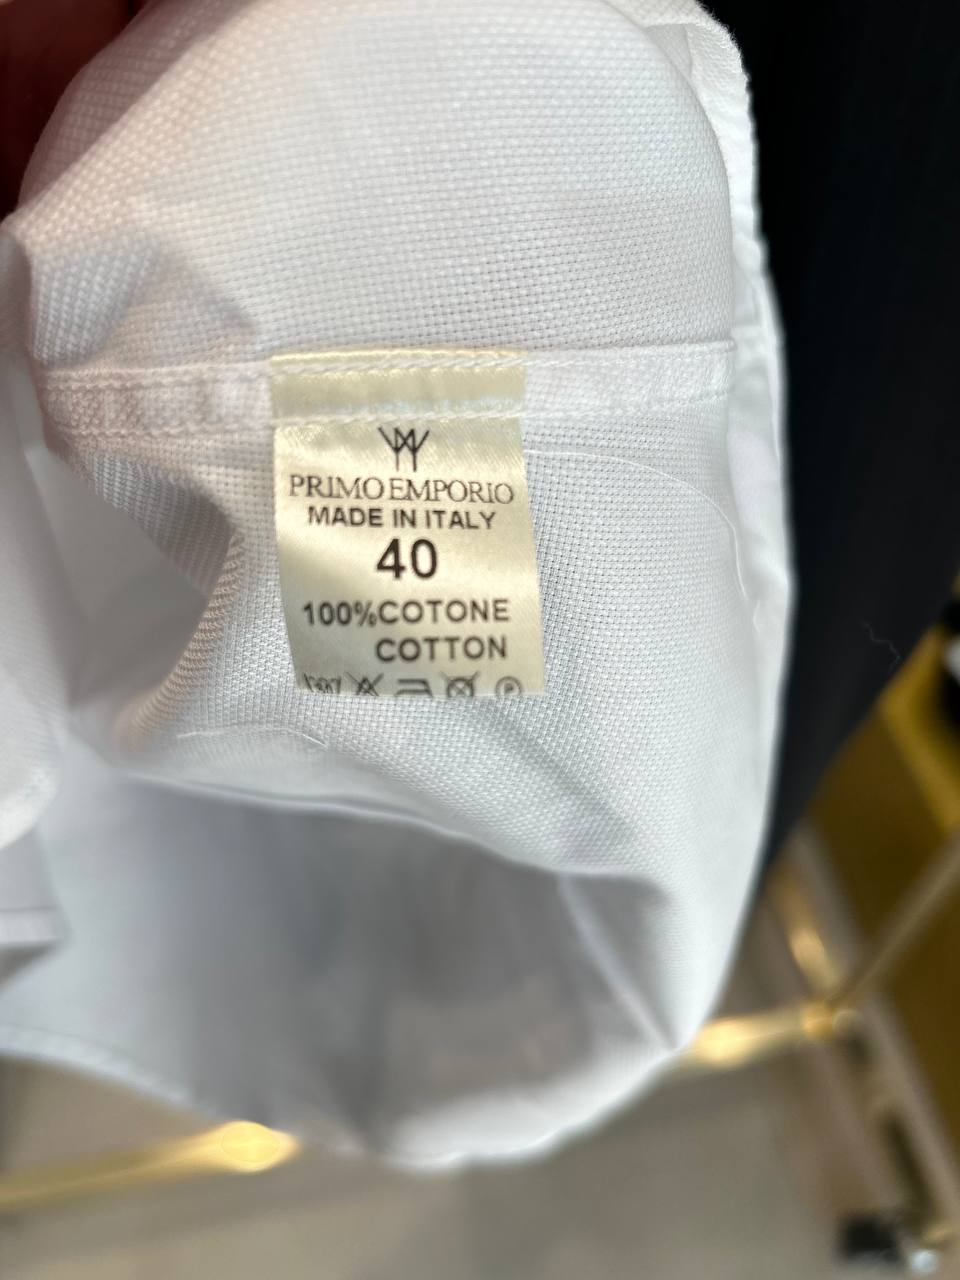 PRIMO EMPORIO
MADE IN ITALY
40
100%COTONE
COTTON
P